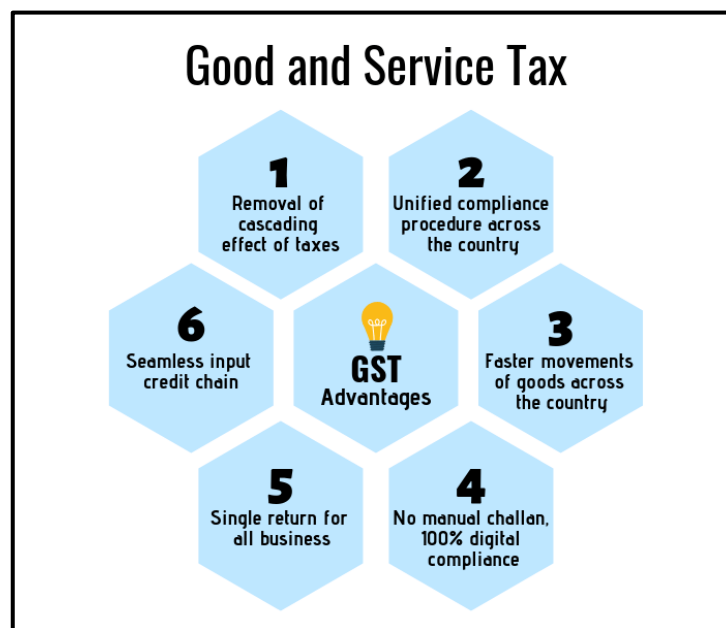 Good and Service Tax
1
Removal of
cascading
effect of taxes
2
Unified compliance
procedure across
the country
3
Faster movements
of goods across
the country
4
No manual challan,
100% digital
compliance
5
Single return for
all business
6
Seamless input
credit chain
GST
Advantages